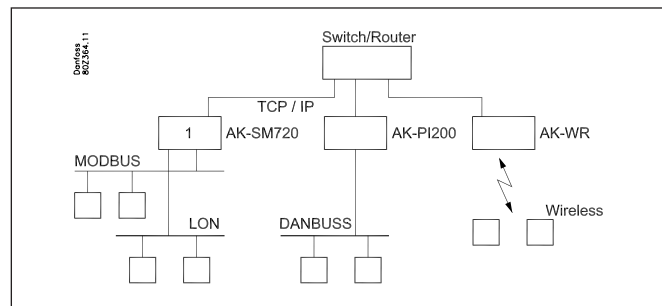 Danfoss
80Z364.11
Switch/Router
TCP / IP
1
AK-SM720
AK-PI200
AK-WR
MODBUS
Wireless
LON
DANBUSS